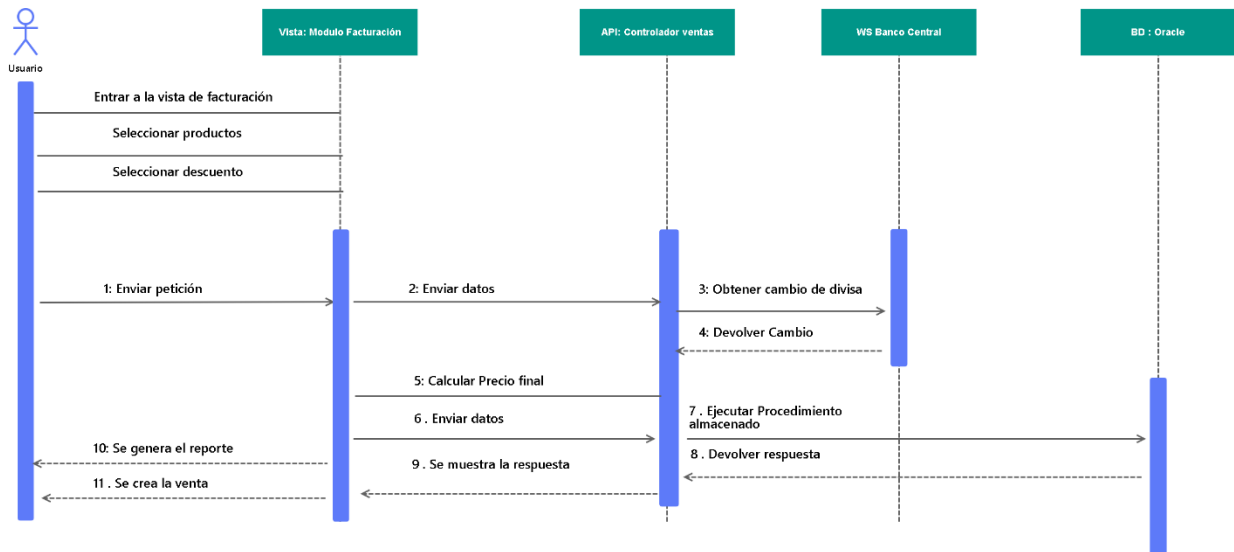 Usuario
Vista: Modulo Facturación
API: Controlador ventas
WS Banco Central
BD : Oracle
Entrar a la vista de facturación
Seleccionar productos
Seleccionar descuento
1: Enviar petición
2: Enviar datos
3: Obtener cambio de divisa
4: Devolver Cambio
5: Calcular Precio final
6 . Enviar datos
7 . Ejecutar Procedimiento
almacenado
8 . Devolver respuesta
9 . Se muestra la respuesta
10: Se genera el reporte
11 . Se crea la venta